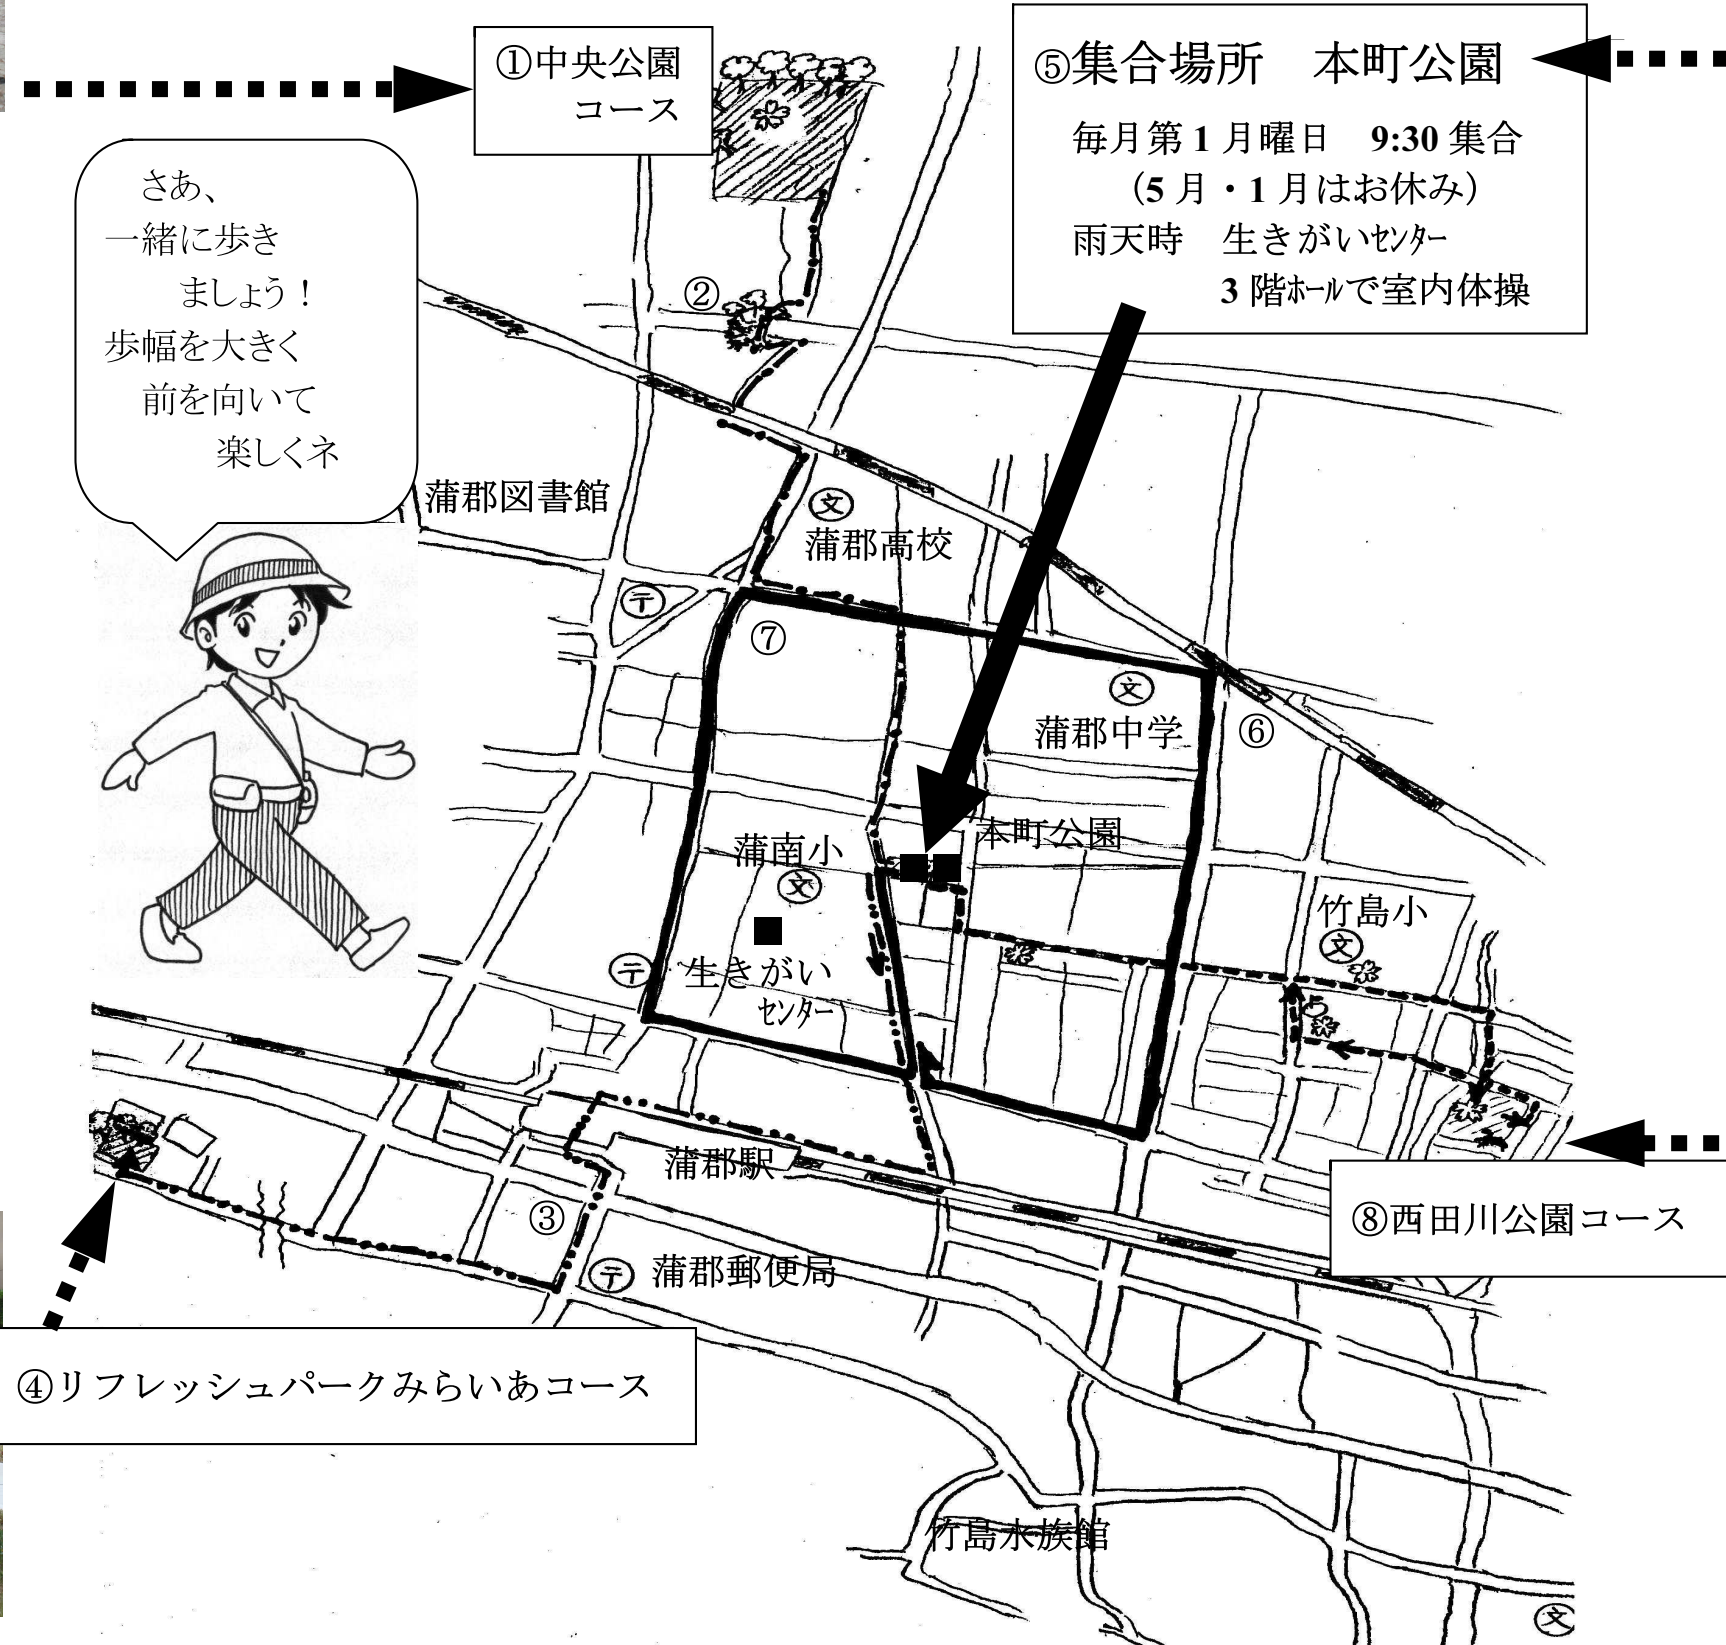 ①中央公園
コース
⑤集合場所　本町公園
毎月第1月曜日　9:30集合
（5月・1月はお休み）
雨天時　生きがいｾﾝﾀｰ
3階ﾎｰﾙで室内体操
さあ、
一緒に歩き
ましょう！
歩幅を大きく
前を向いて
楽しくネ
②
蒲郡図書館
文
蒲郡高校
〒
⑦
文
蒲郡中学
⑥
本町公園
蒲南小
文
竹島小
文
〒
生きがい
ｾﾝﾀｰ
5
蒲郡駅
③
⑧西田川公園コース
〒 蒲郡郵便局
④リフレッシュパークみらいあコース
竹島水族館
文